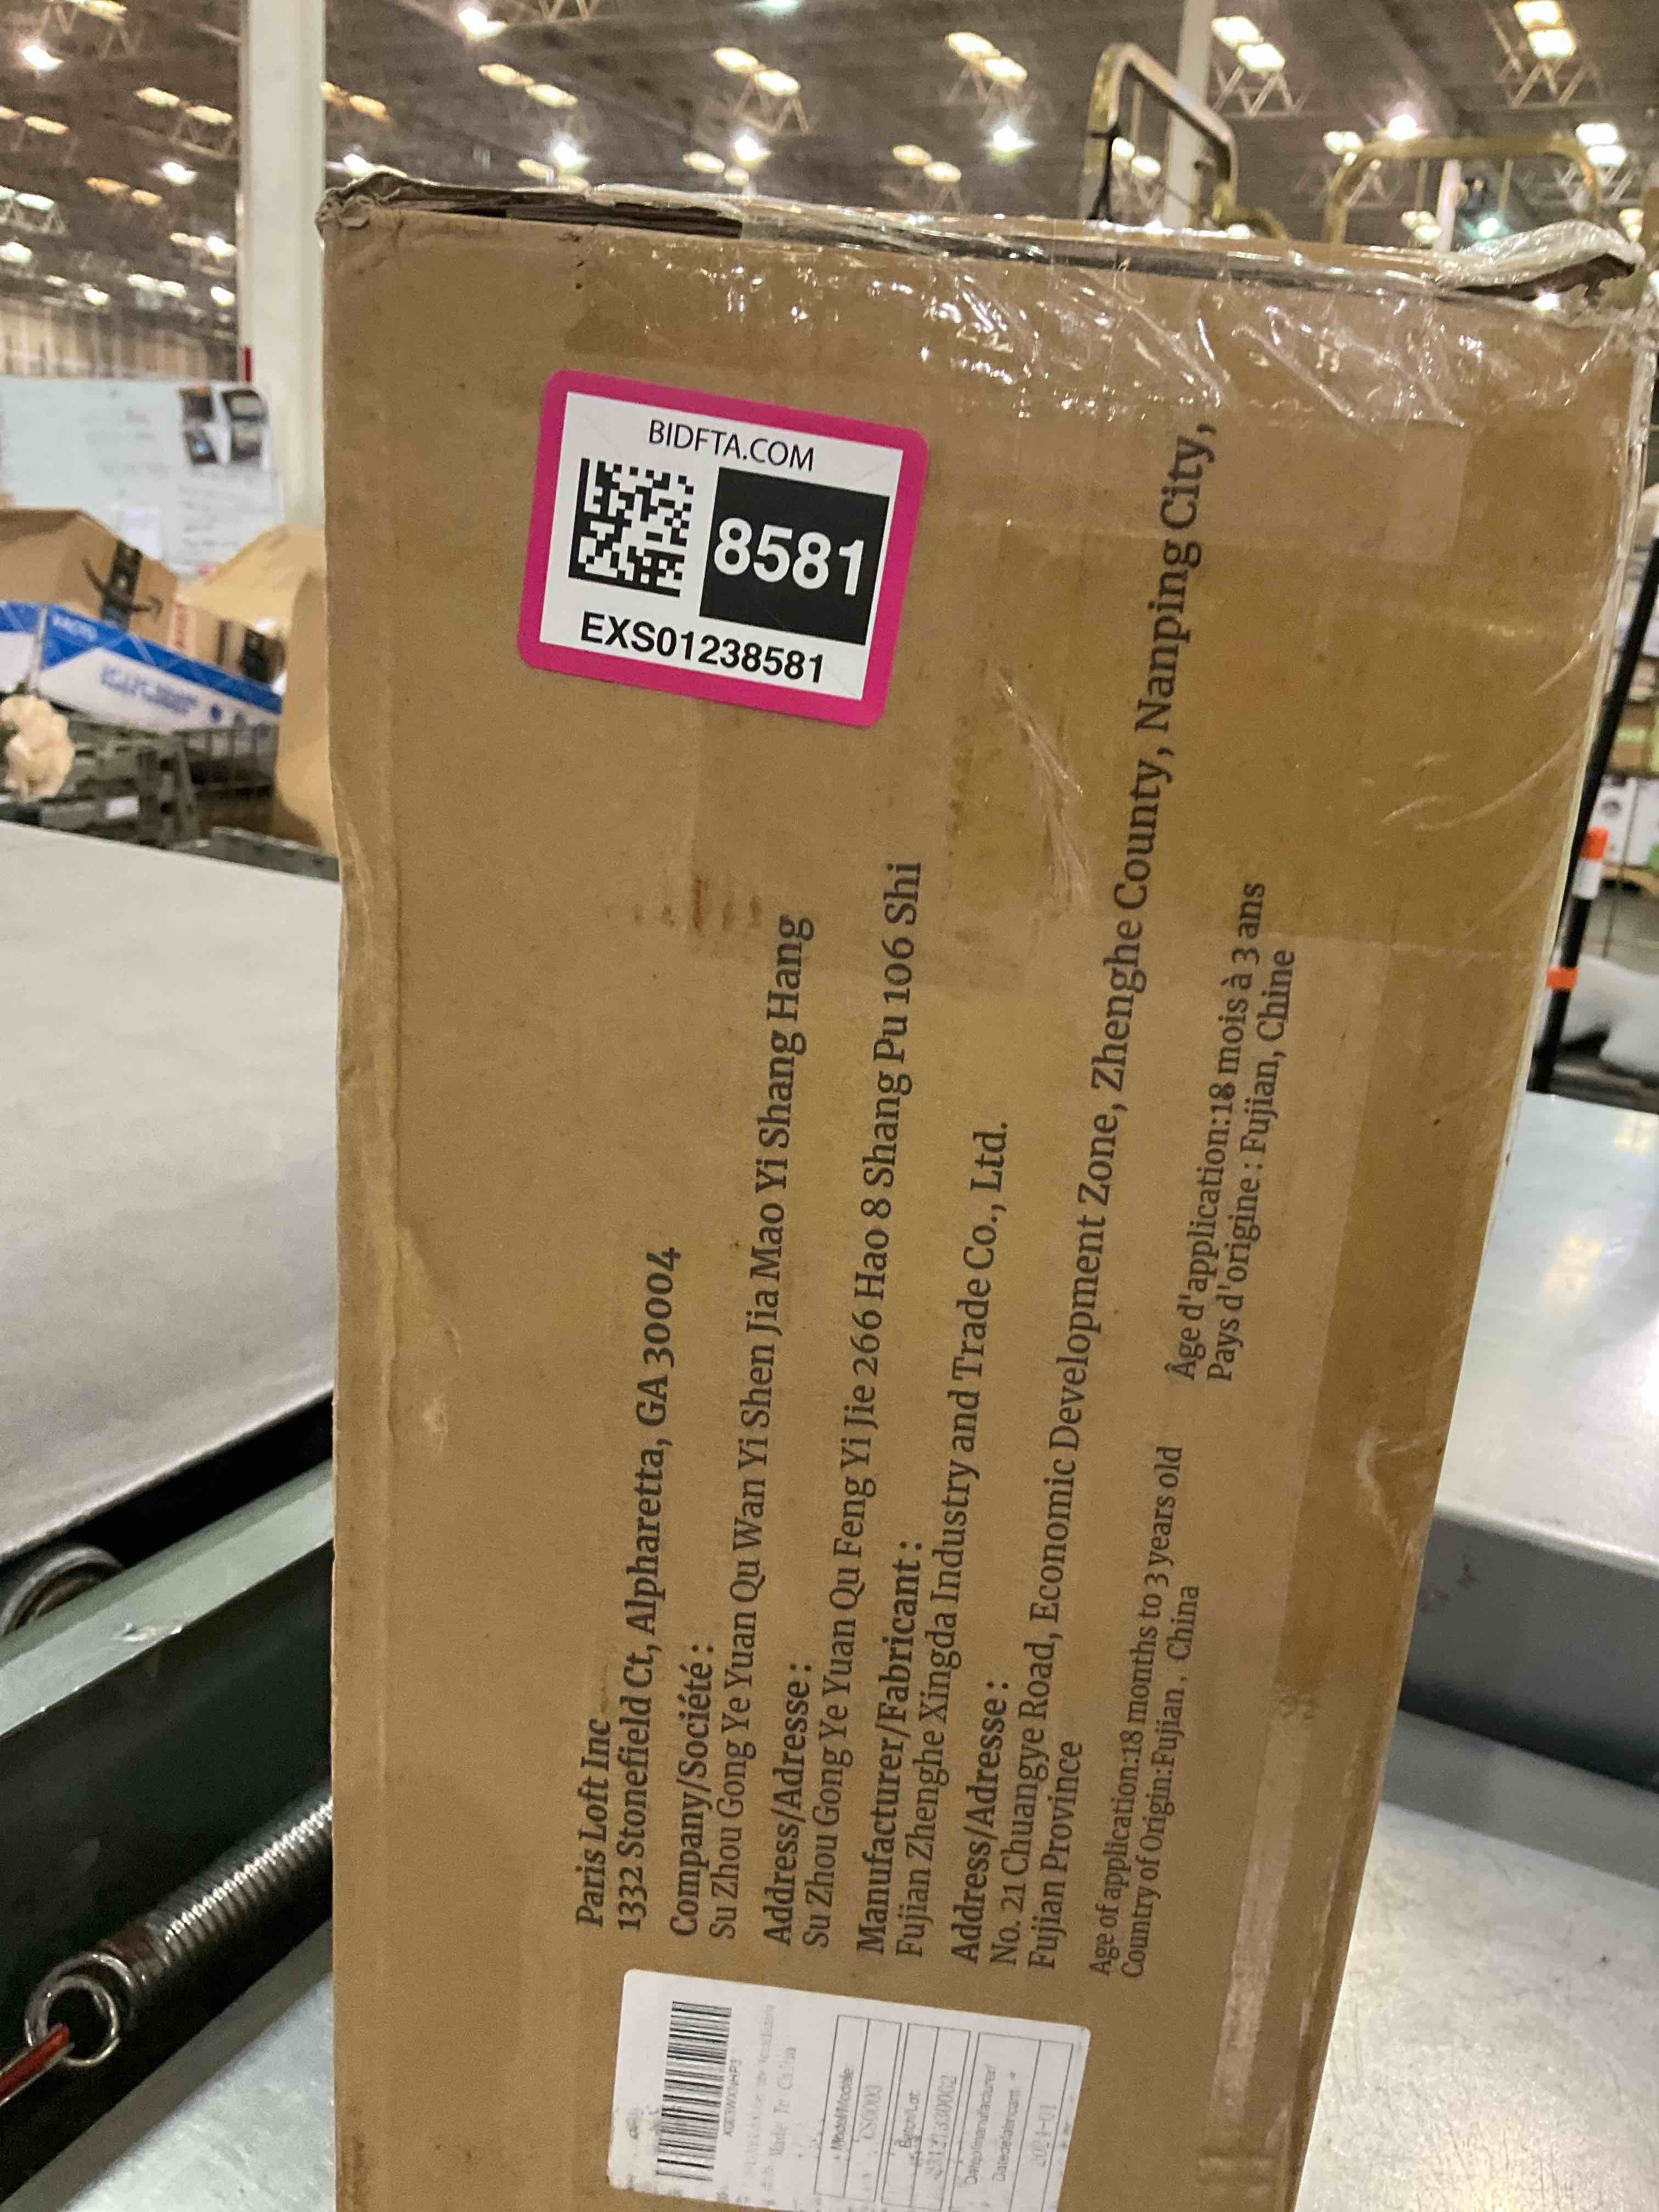 BIDFTA.COM
8581
EXS01238581
Paris Loft Inc
1332 Stonefield Ct, Alpharetta, GA 30004
Company/Société :
Su Zhou Gong Ye Yuan Qu Wan Yi Shen Jia Mao Yi Shang Hang
Address/Adresse :
Su Zhou Gong Ye Yuan Qu Feng Yi Jie 266 Hao 8 Shang Pu 106 Shi
Manufacturer/Fabricant :
Fujian Zhenghe Xingda Industry and Trade Co., Ltd.
Address/Adresse :
No. 21 Chuangye Road, Economic Development Zone, Zhenghe County, Nanping City,
Fujian Province
Age of application:18 months to 3 years old
Country of Origin:Fujian , China
Âge d'application:18 mois à 3 ans
Pays d'origine : Fujian, Chine
Made In China
Model/Modèle